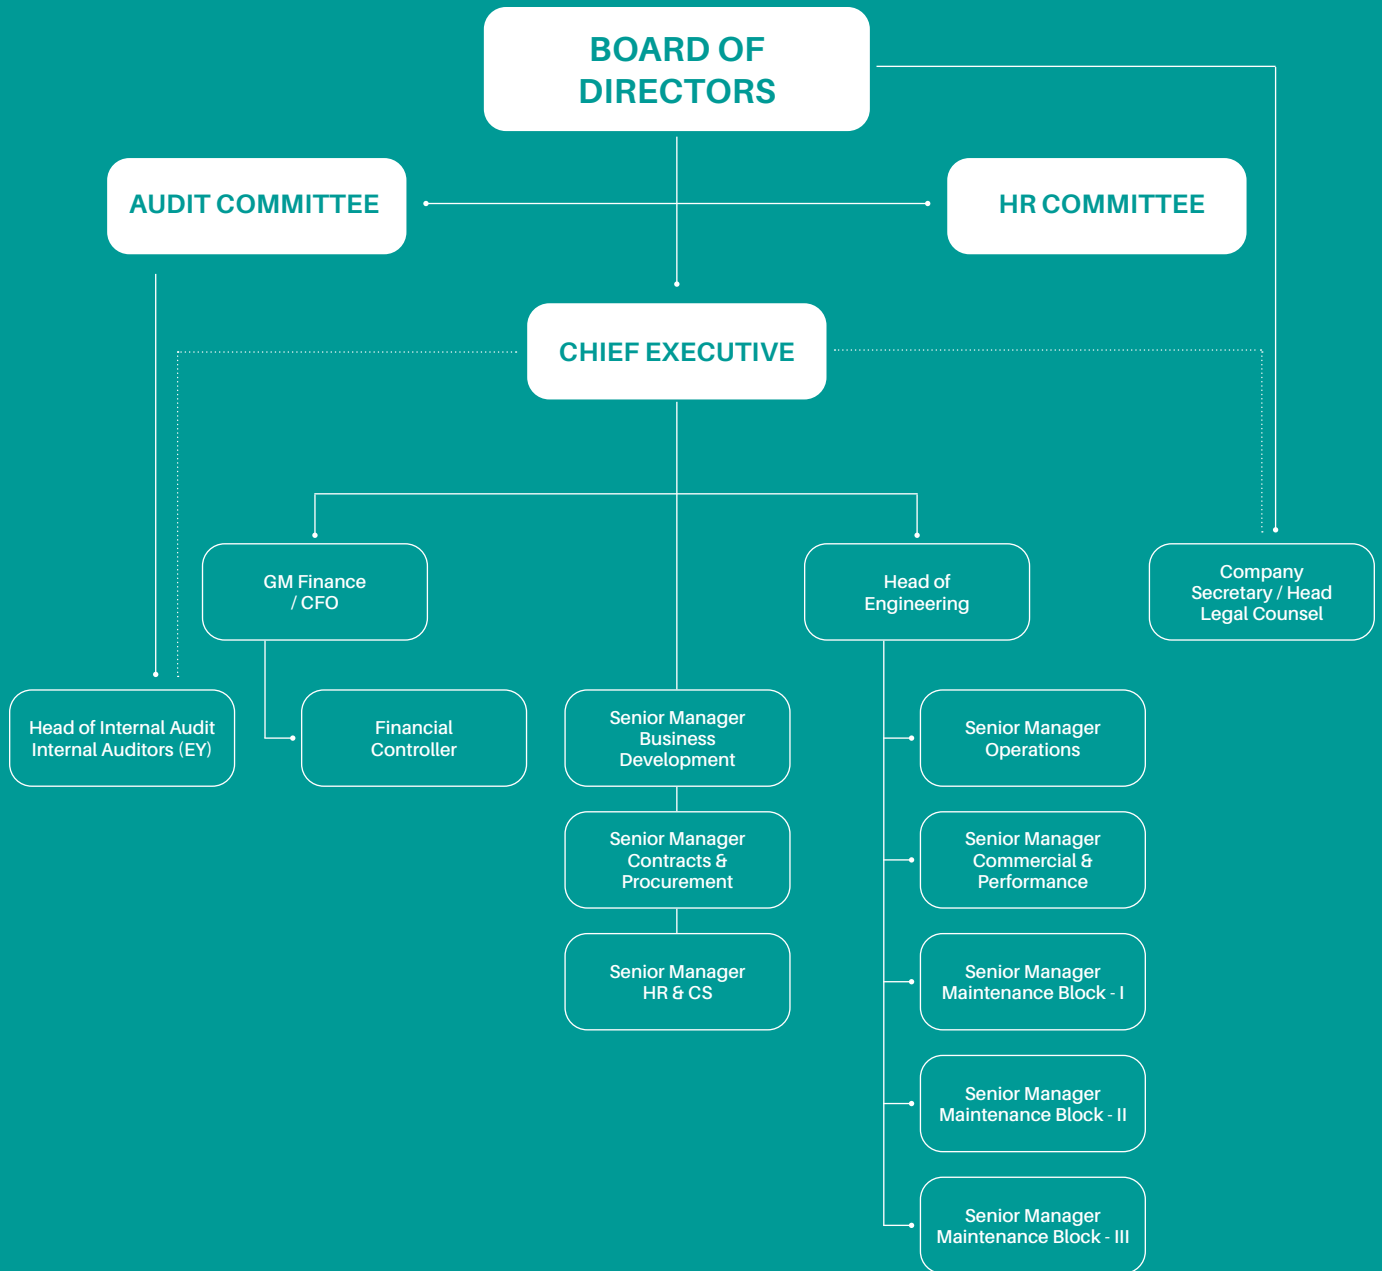 BOARD OF
DIRECTORS
AUDIT COMMITTEE
HR COMMITTEE
CHIEF EXECUTIVE
GM Finance
/ CFO
Head of
Engineering
Company
Secretary / Head
Legal Counsel
Head of Internal Audit
Internal Auditors (EY)
Financial
Controller
Senior Manager
Business
Development
Senior Manager
Operations
Senior Manager
Contracts &
Procurement
Senior Manager
Commercial &
Performance
Senior Manager
HR & CS
Senior Manager
Maintenance Block - I
Senior Manager
Maintenance Block - II
Senior Manager
Maintenance Block - III